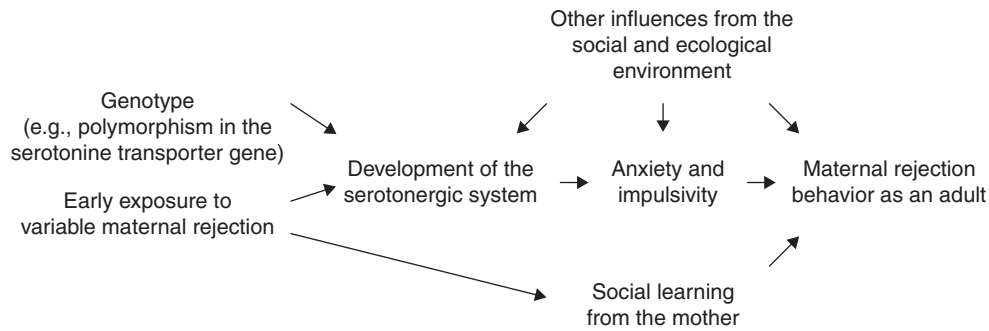 Other influences from the
social and ecological
environment
Genotype
(e.g., polymorphism in the
serotonine transporter gene)
Early exposure to
variable maternal rejection
Development of the
serotonergic system
Anxiety and
impulsivity
Maternal rejection
behavior as an adult
Social learning
from the mother